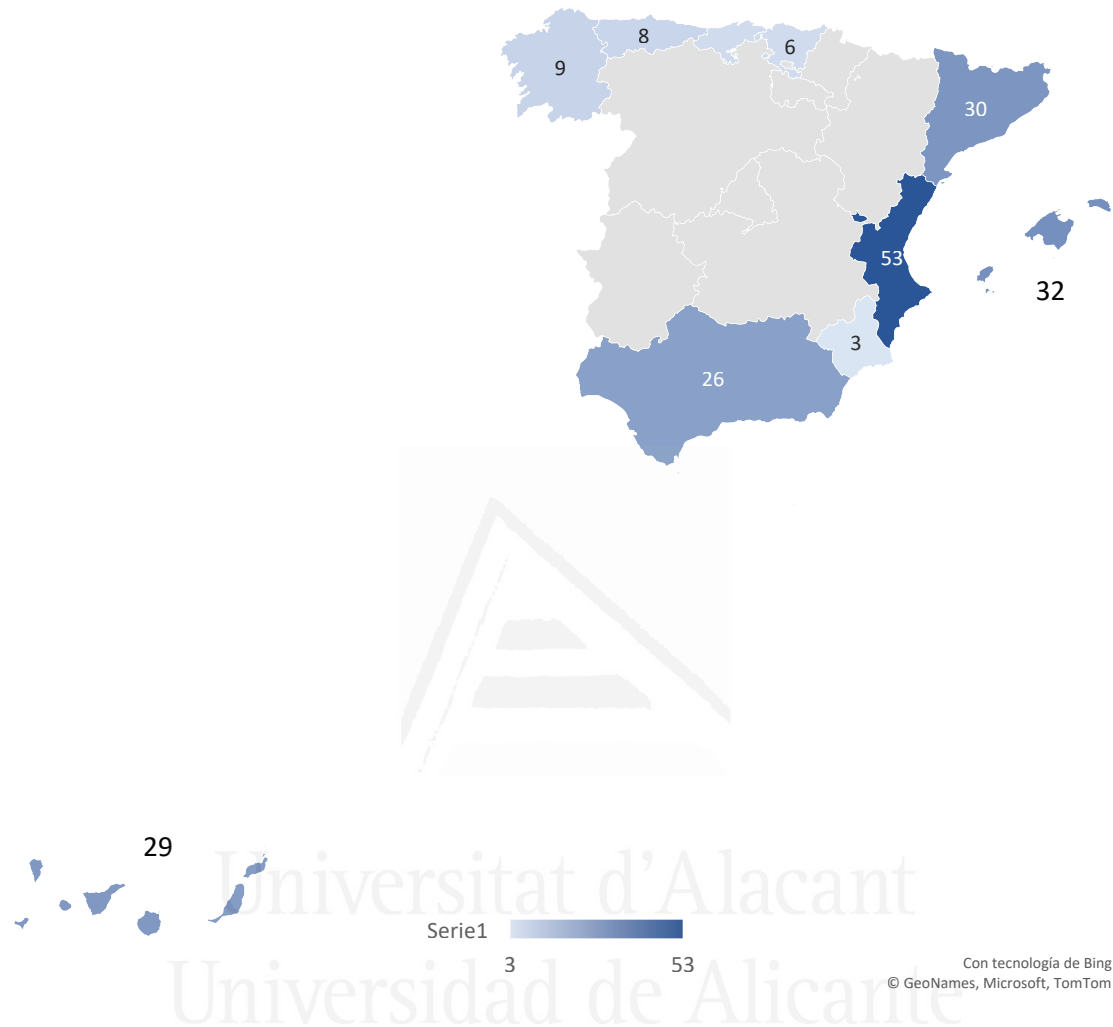 8
6
9
30
53
32
3
26
29
Universitat d'Alacant
Serie1
3 53
Con tecnología de Bing
© GeoNames, Microsoft, TomTom
Universidad de Alicante